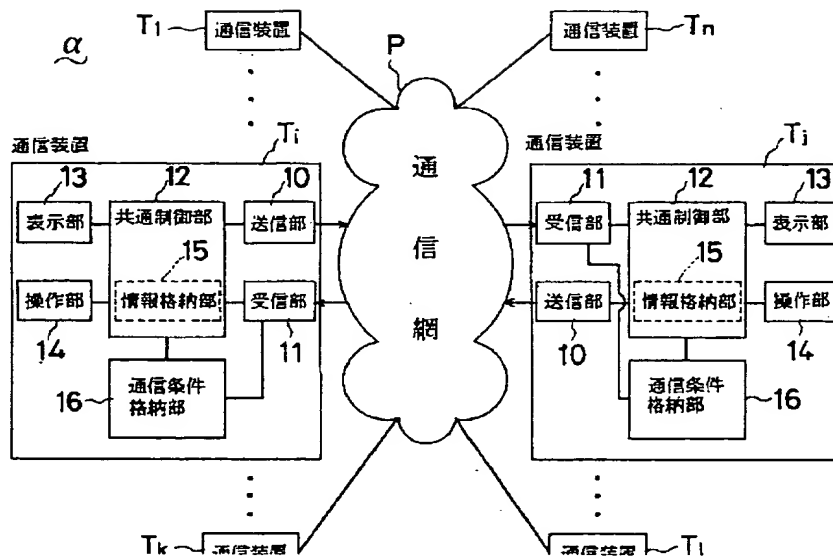 α
T1
通信装置
P
通信装置
Tn
通信装置
Ti
13
12
10
表示部
共通制御部
送信部
15
操作部
情報格納部
受信部
14
11
16
通信条件
格納部
通
信
網
通信装置
Tj
11
12
13
受信部
共通制御部
表示部
15
送信部
情報格納部
操作部
10
14
通信条件
格納部
16
Tk
通信装置
通信装置
Tl